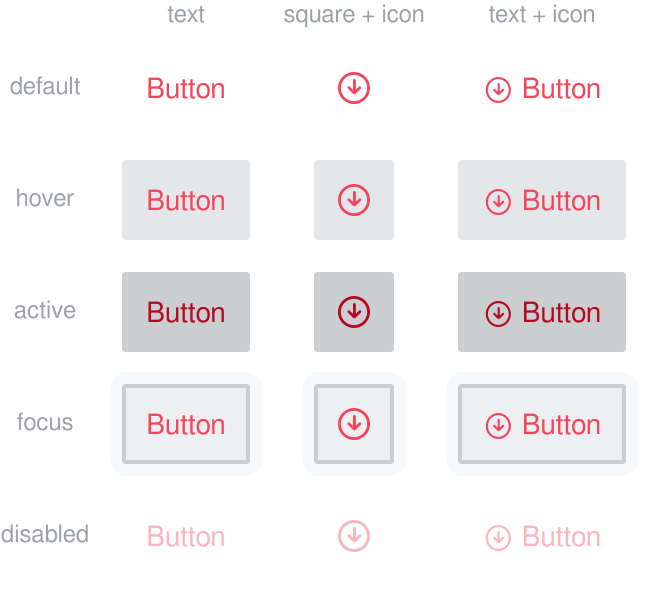 text square + icon text + icon
default Button Button
hover Button Button
active Button Button
focus Button Button
disabled Button Button